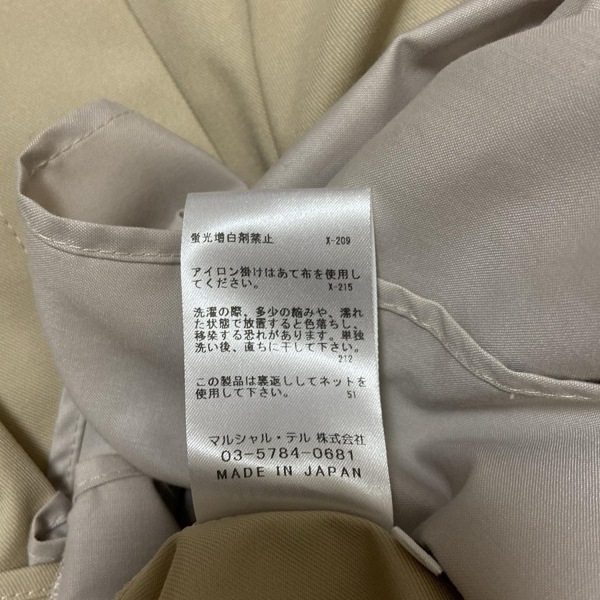 蛍光増白剤禁止 X-209
アイロン掛けはあて布を使用し
てください。 X-215
洗濯の際、多少の縮みや、濡れ
た状態で放置すると色落ちし、
移染する恐れがあります。単独
洗い後、直ちに干して下さい。
212
この製品は裏返ししてネットを
使用して下さい。 51
マルシャル・テル 株式会社
03-5784-0681
MADE IN JAPAN